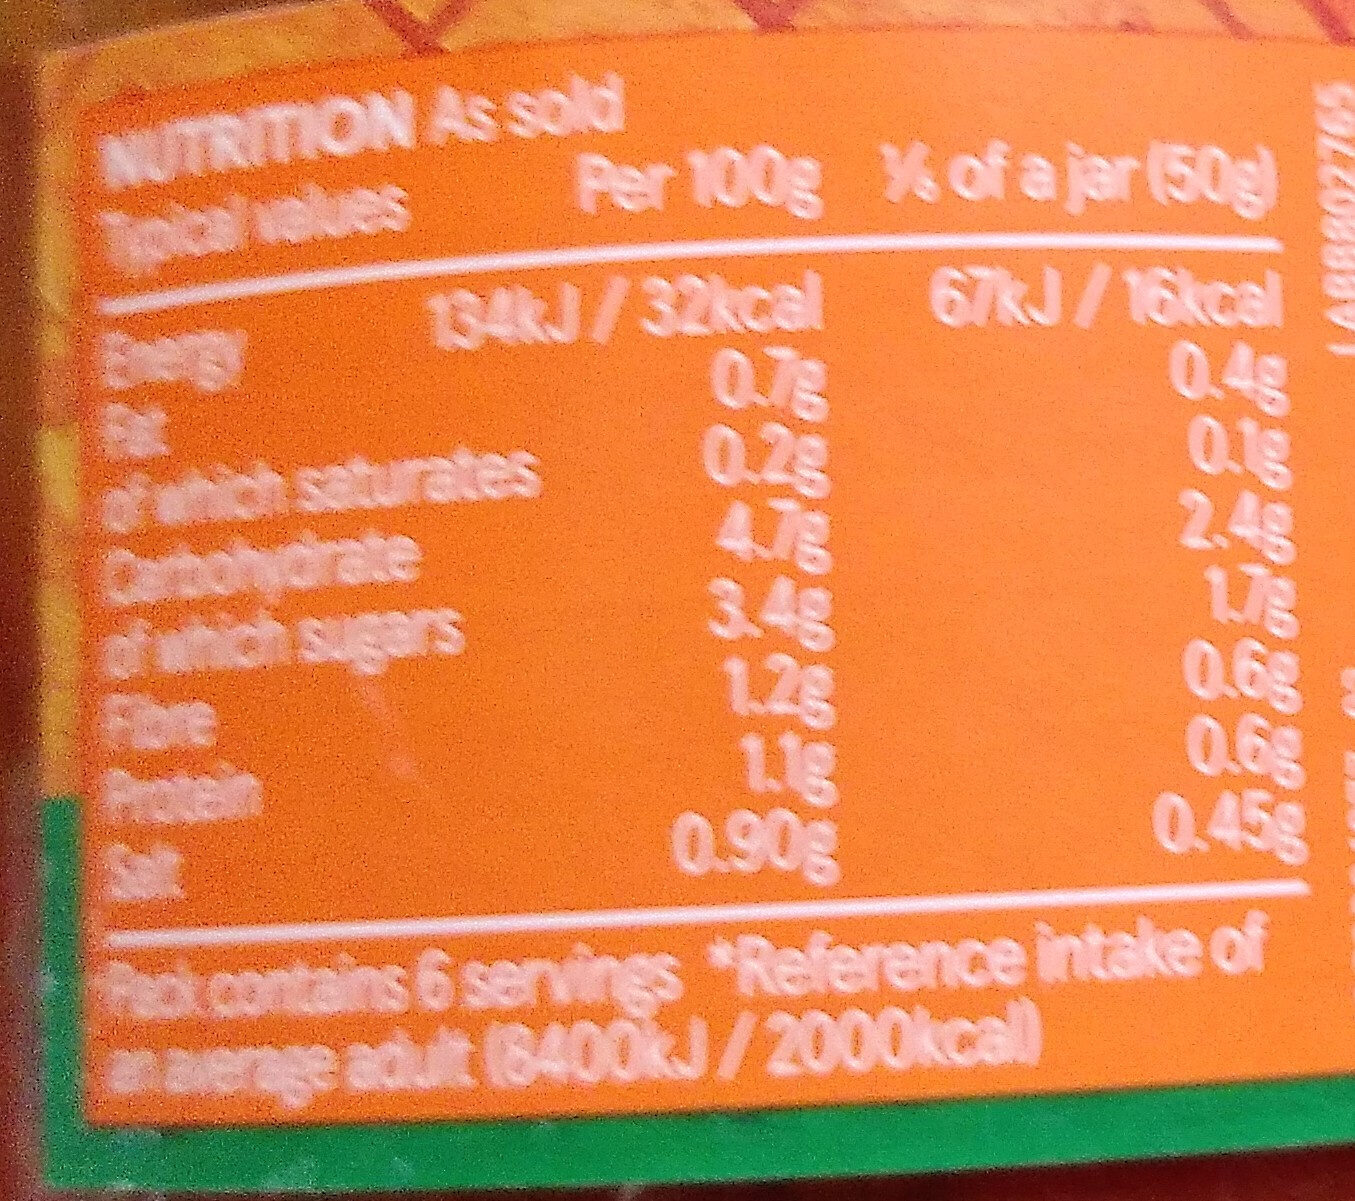 NUTRITION As sold
Typical values Per 100g ⅙ of a jar (50g)
Energy 134kJ / 32kcal 67kJ / 16kcal
Fat 0.7g 0.4g
of which saturates 0.2g 0.1g
Carbohydrate 4.7g 2.4g
of which sugars 3.4g 1.7g
Fibre 1.2g 0.6g
Protein 1.1g 0.6g
Salt 0.90g 0.45g
Pack contains 6 servings *Reference intake of
an average adult (8400kJ / 2000kcal)